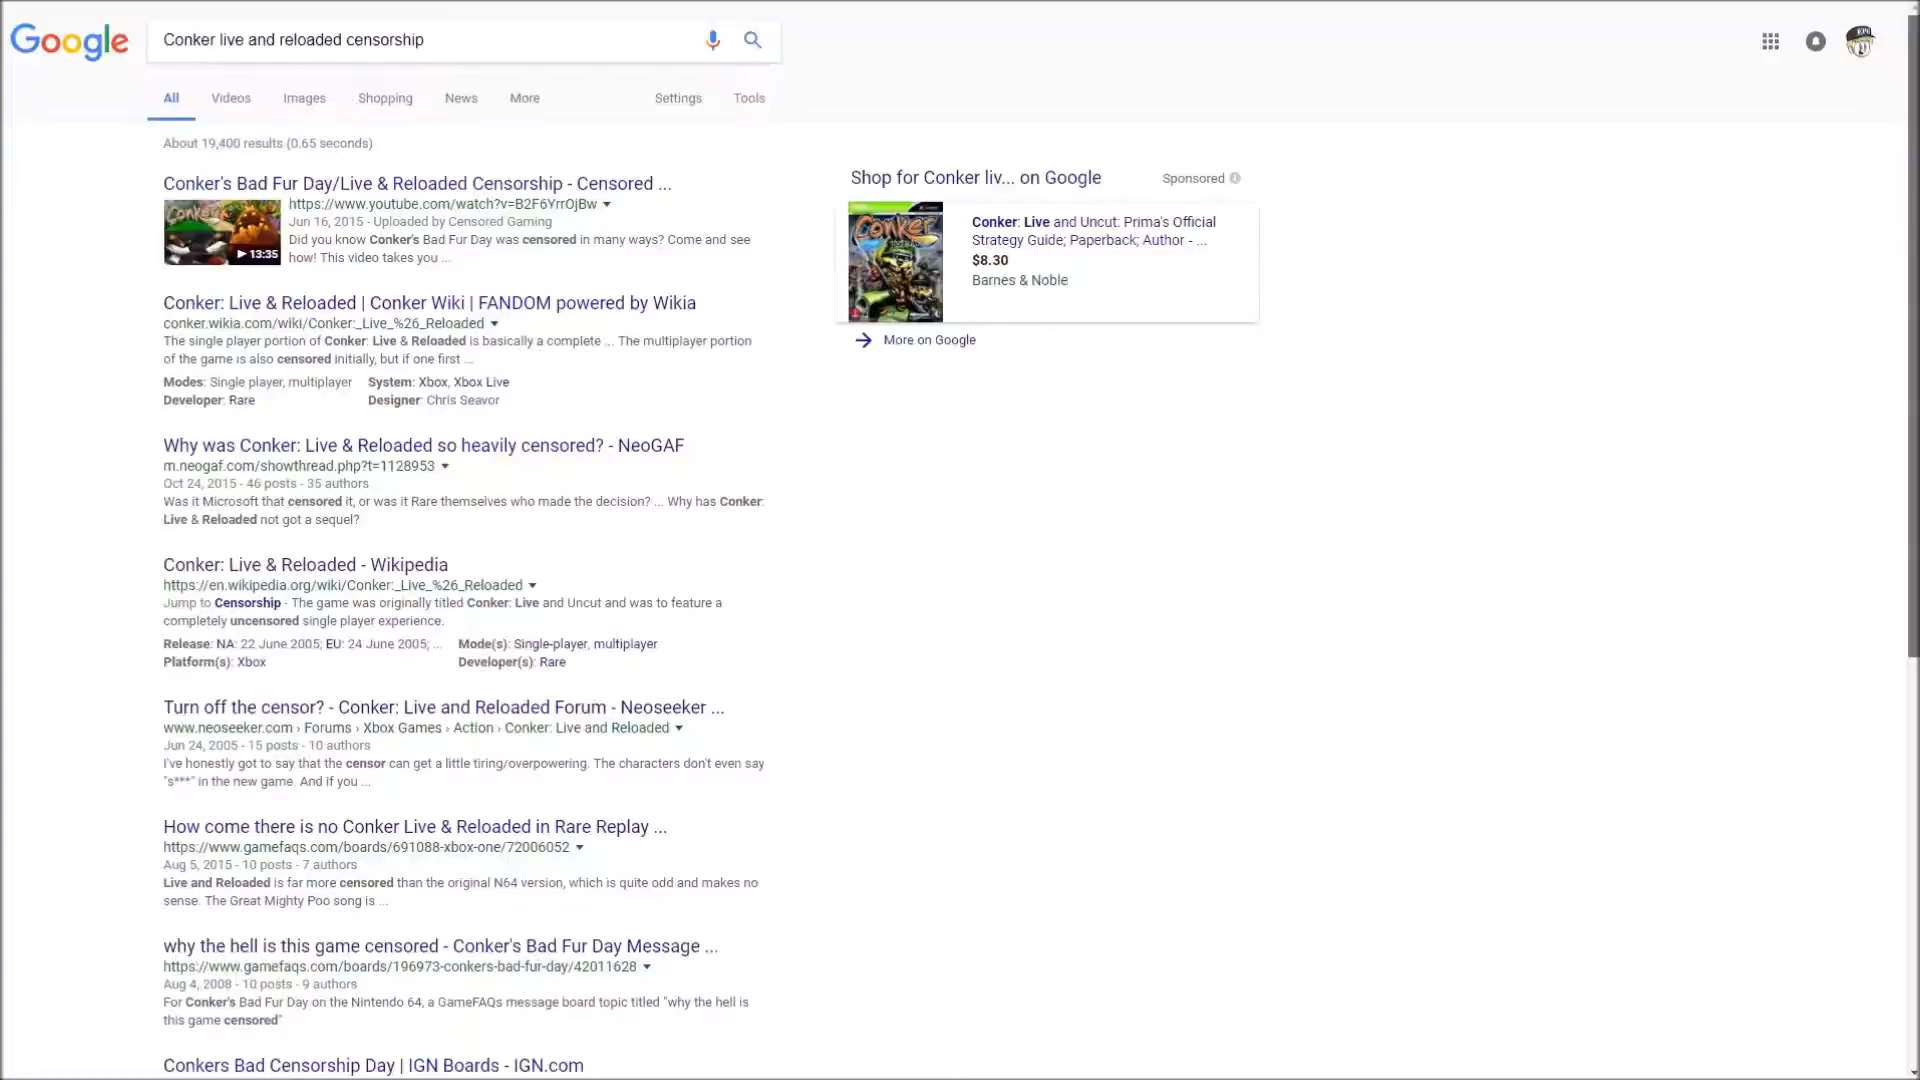 Google
Conker live and reloaded censorship
All Videos Images Shopping News More Settings Tools
About 19,400 results (0.65 seconds)
Conker's Bad Fur Day/Live & Reloaded Censorship - Censored ...
https://www.youtube.com/watch?v=B2F6YrrOjBw
Jun 16, 2015 - Uploaded by Censored Gaming
Did you know Conker's Bad Fur Day was censored in many ways? Come and see
how! This video takes you ...
Conker
13:35
Conker: Live & Reloaded | Conker Wiki | FANDOM powered by Wikia
conker.wikia.com/wiki/Conker:_Live_%26_Reloaded
The single player portion of Conker: Live & Reloaded is basically a complete ... The multiplayer portion
of the game is also censored initially, but if one first ...
Modes: Single player, multiplayer System: Xbox, Xbox Live
Developer: Rare Designer: Chris Seavor
Why was Conker: Live & Reloaded so heavily censored? - NeoGAF
m.neogaf.com/showthread.php?t=1128953
Oct 24, 2015 - 46 posts - 35 authors
Was it Microsoft that censored it, or was it Rare themselves who made the decision? ... Why has Conker:
Live & Reloaded not got a sequel?
Conker: Live & Reloaded - Wikipedia
https://en.wikipedia.org/wiki/Conker:_Live_%26_Reloaded
Jump to Censorship - The game was originally titled Conker: Live and Uncut and was to feature a
completely uncensored single player experience.
Release: NA: 22 June 2005; EU: 24 June 2005; ... Mode(s): Single-player, multiplayer
Platform(s): Xbox Developer(s): Rare
Turn off the censor? - Conker: Live and Reloaded Forum - Neoseeker ...
www.neoseeker.com › Forums › Xbox Games › Action › Conker: Live and Reloaded
Jun 24, 2005 - 15 posts - 10 authors
I've honestly got to say that the censor can get a little tiring/overpowering. The characters don't even say
"s***" in the new game. And if you ...
How come there is no Conker Live & Reloaded in Rare Replay ...
https://www.gamefaqs.com/boards/691088-xbox-one/72006052
Aug 5, 2015 - 10 posts - 7 authors
Live and Reloaded is far more censored than the original N64 version, which is quite odd and makes no
sense. The Great Mighty Poo song is ...
why the hell is this game censored - Conker's Bad Fur Day Message ...
https://www.gamefaqs.com/boards/196973-conkers-bad-fur-day/42011628
Aug 4, 2008 - 10 posts - 9 authors
For Conker's Bad Fur Day on the Nintendo 64, a GameFAQs message board topic titled "why the hell is
this game censored"
Conkers Bad Censorship Day | IGN Boards - IGN.com
Shop for Conker liv... on Google Sponsored
Conker
Conker: Live and Uncut: Prima's Official
Strategy Guide; Paperback; Author - ...
$8.30
Barnes & Noble
More on Google